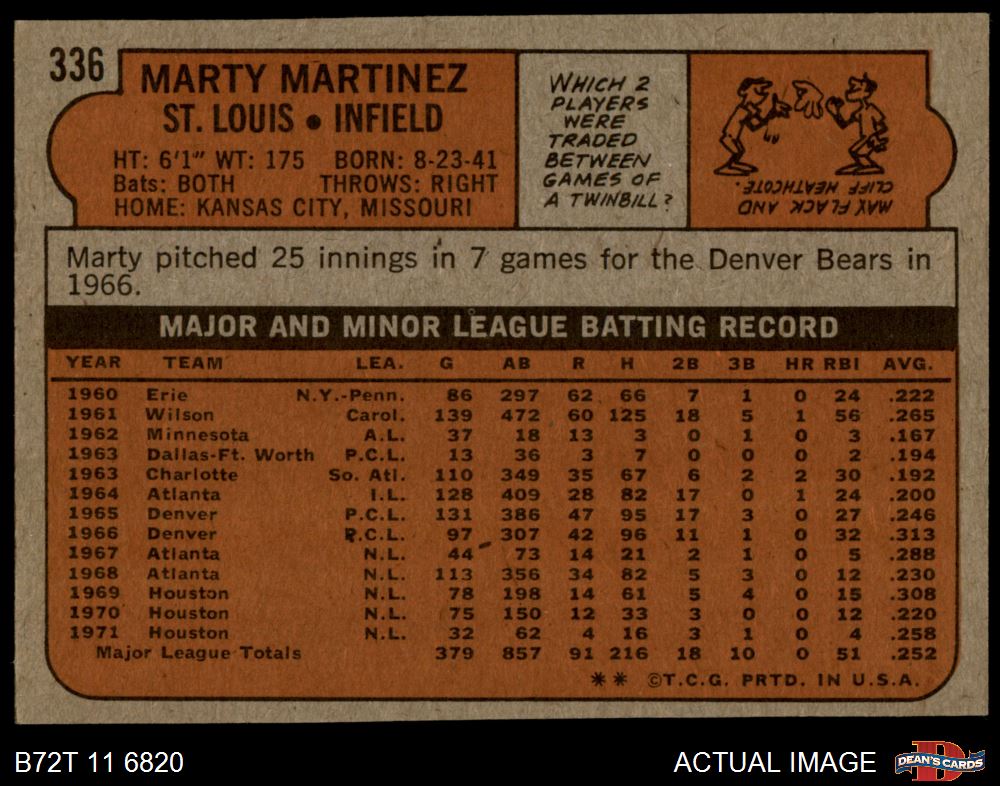 336
MARTY MARTINEZ
ST. LOUIS • INFIELD
HT: 6'1" WT: 175 BORN: 8-23-41
Bats: BOTH THROWS: RIGHT
HOME: KANSAS CITY, MISSOURI
WHICH 2
PLAYERS
WERE
TRADED
BETWEEN
GAMES OF
A TWINBILL?
MAX FLACK AND
CLIFF HEATHCOTE.
Marty pitched 25 innings in 7 games for the Denver Bears in
1966.
MAJOR AND MINOR LEAGUE BATTING RECORD
YEAR TEAM LEA. G AB R H 2B 3B HR RBI AVG.
1960 Erie N.Y.-Penn. 86 297 62 66 7 1 0 24 .222
1961 Wilson Carol. 139 472 60 125 18 5 1 56 .265
1962 Minnesota A.L. 37 18 13 3 0 1 0 3 .167
1963 Dallas-Ft. Worth P.C.L. 13 36 3 7 0 0 0 2 .194
1963 Charlotte So. Atl. 110 349 35 67 6 2 2 30 .192
1964 Atlanta I.L. 128 409 28 82 17 0 1 24 .200
1965 Denver P.C.L. 131 386 47 95 17 3 0 27 .246
1966 Denver P.C.L. 97 307 42 96 11 1 0 32 .313
1967 Atlanta N.L. 44 73 14 21 2 1 0 5 .288
1968 Atlanta N.L. 113 356 34 82 5 3 0 12 .230
1969 Houston N.L. 78 198 14 61 5 4 0 15 .308
1970 Houston N.L. 75 150 12 33 3 0 0 12 .220
1971 Houston N.L. 32 62 4 16 3 1 0 4 .258
Major League Totals 379 857 91 216 18 10 0 51 .252
** ©T.C.G. PRTD. IN U.S.A.
B72T 11 6820
ACTUAL IMAGE
D
DEAN'S CARDS